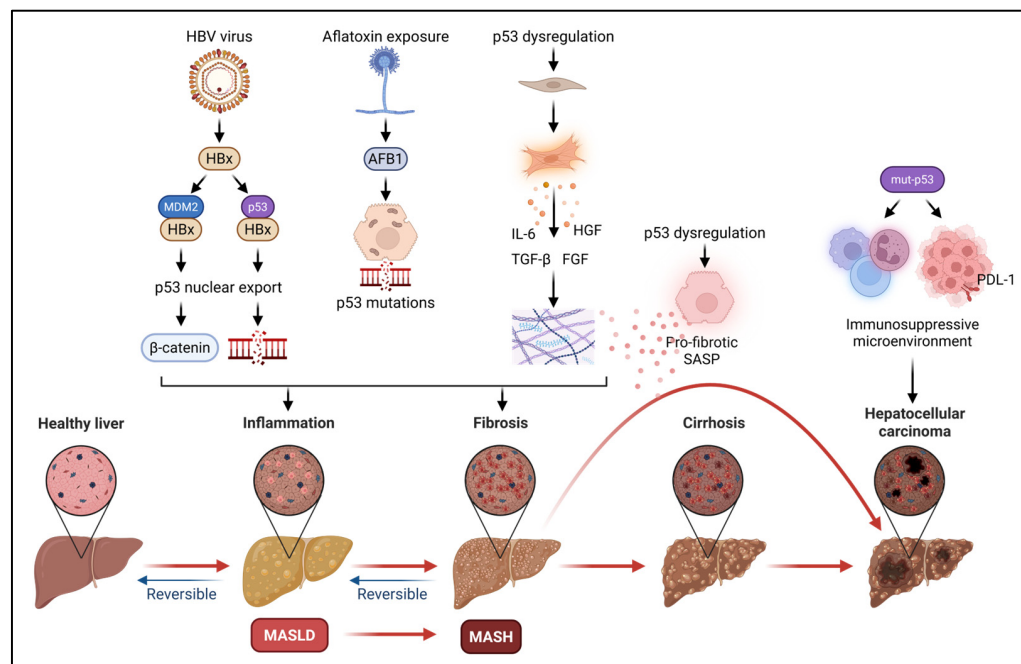 HBV virus
Aflatoxin exposure
p53 dysregulation
HBx
AFB1
mut-p53
MDM2
HBx
p53
HBx
IL-6
HGF
TGF-β
FGF
p53 dysregulation
PDL-1
p53 nuclear export
p53 mutations
β-catenin
Pro-fibrotic
SASP
Immunosuppressive
microenvironment
Healthy liver
Inflammation
Fibrosis
Cirrhosis
Hepatocellular
carcinoma
Reversible
Reversible
MASLD
MASH